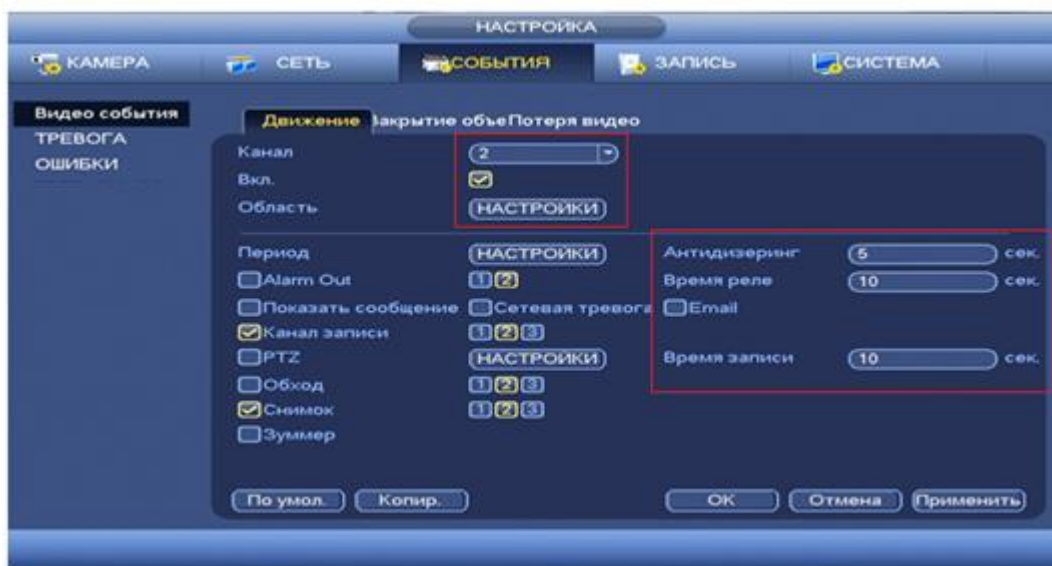 НАСТРОЙКА
КАМЕРА СЕТЬ СОБЫТИЯ ЗАПИСЬ СИСТЕМА
Видео события
ТРЕВОГА
ОШИБКИ
Движение Закрытие объе Потеря видео
Канал 2
Вкл.
Область НАСТРОЙКИ
Период НАСТРОЙКИ Антидизеринг 5 сек.
Alarm Out 1 2 Время реле 10 сек.
Показать сообщение Сетевая тревога Email
Канал записи 1 2 3
PTZ НАСТРОЙКИ Время записи 10 сек.
Обход 1 2 3
Снимок 1 2 3
Зуммер
По умол. Копир. OK Отмена Применить